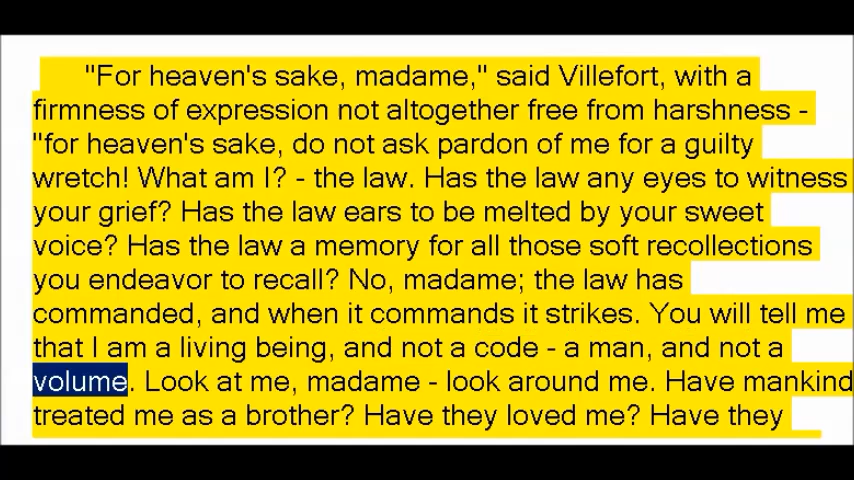 "For heaven's sake, madame," said Villefort, with a
firmness of expression not altogether free from harshness -
"for heaven's sake, do not ask pardon of me for a guilty
wretch! What am I? - the law. Has the law any eyes to witness
your grief? Has the law ears to be melted by your sweet
voice? Has the law a memory for all those soft recollections
you endeavor to recall? No, madame; the law has
commanded, and when it commands it strikes. You will tell me
that I am a living being, and not a code - a man, and not a
volume. Look at me, madame - look around me. Have mankind
treated me as a brother? Have they loved me? Have they